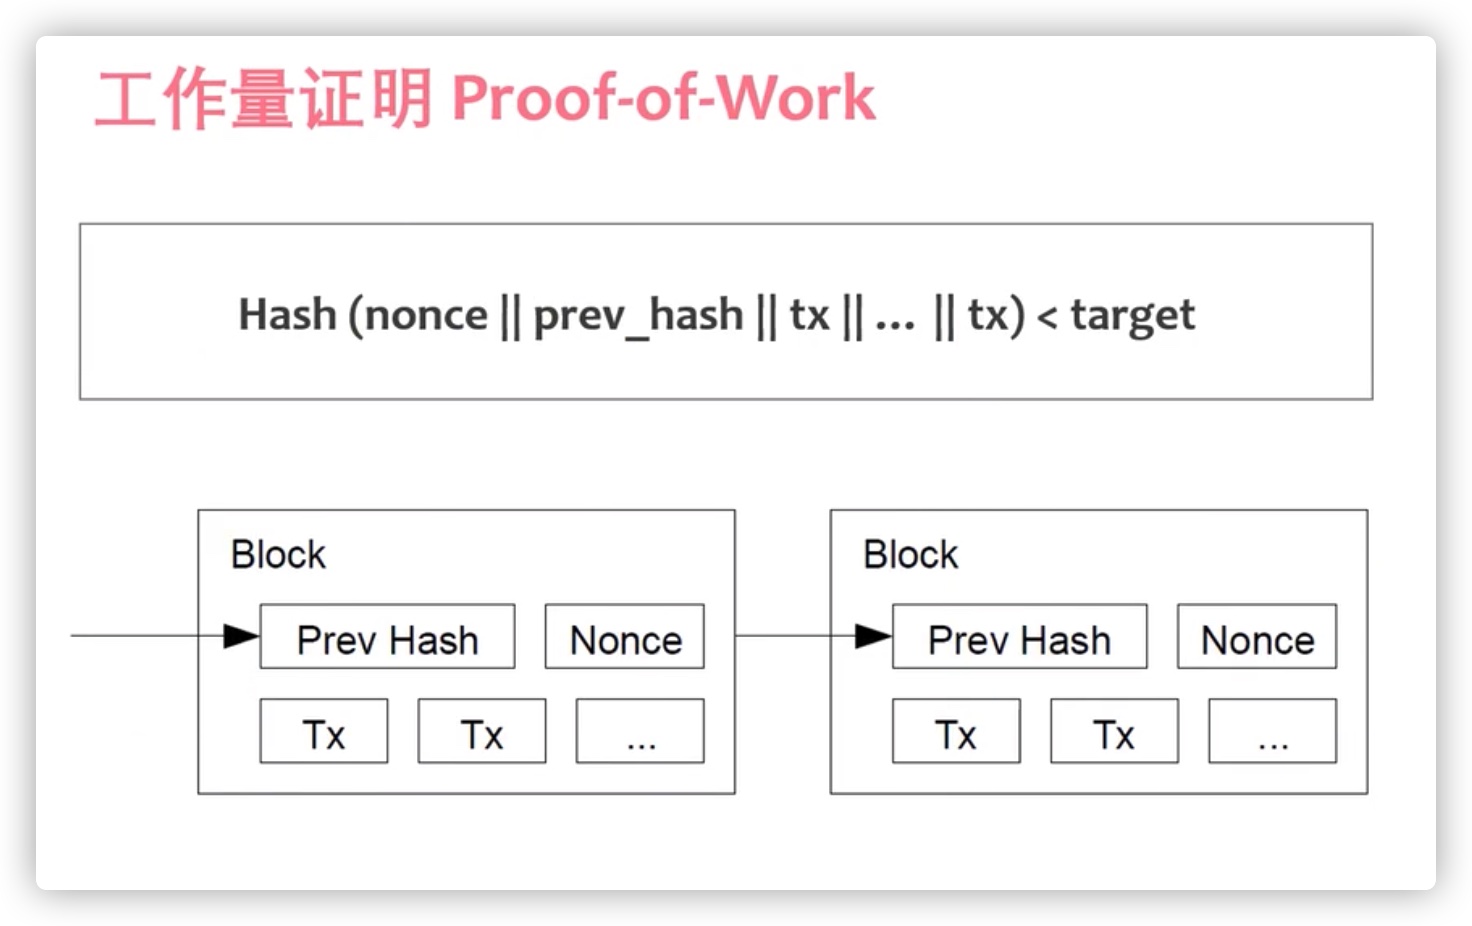 工作量证明 Proof-of-Work
Hash (nonce || prev_hash || tx || ... || tx) < target
Block
Prev Hash
Nonce
Tx
Tx
...
Block
Prev Hash
Nonce
Tx
Tx
...